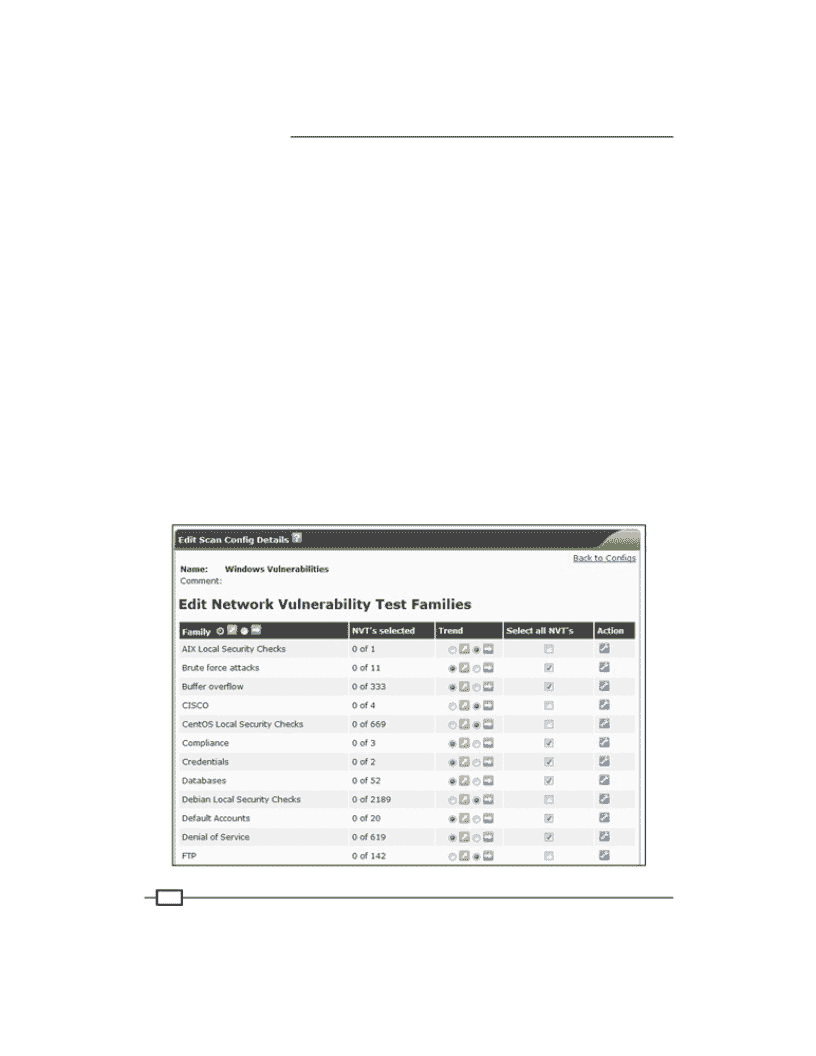 Edit Scan Config Details ?
Back to Configs
Name: Windows Vulnerabilities
Comment:
Edit Network Vulnerability Test Families
Family NVT's selected Trend Select all NVT's Action
AIX Local Security Checks 0 of 1
Brute force attacks 0 of 11
Buffer overflow 0 of 333
CISCO 0 of 4
CentOS Local Security Checks 0 of 669
Compliance 0 of 3
Credentials 0 of 2
Databases 0 of 52
Debian Local Security Checks 0 of 2189
Default Accounts 0 of 20
Denial of Service 0 of 619
FTP 0 of 142